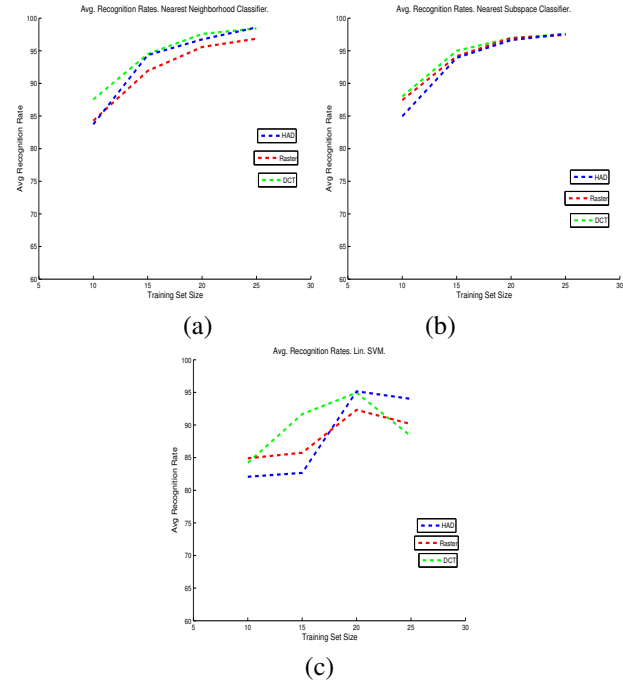 Avg. Recognition Rates. Nearest Neighborhood Classifier.
100
95
90
85
80
75
70
65
60
Avg Recognition Rate
HAD
Raster
DCT
5 10 15 20 25 30
Training Set Size
(a)
Avg. Recognition Rates. Nearest Subspace Classifier.
100
95
90
85
80
75
70
65
60
Avg Recognition Rate
HAD
Raster
DCT
5 10 15 20 25 30
Training Set Size
(b)
Avg. Recognition Rates. Lin. SVM.
100
95
90
85
80
75
70
65
60
Avg Recognition Rate
HAD
Raster
DCT
5 10 15 20 25 30
Training Set Size
(c)